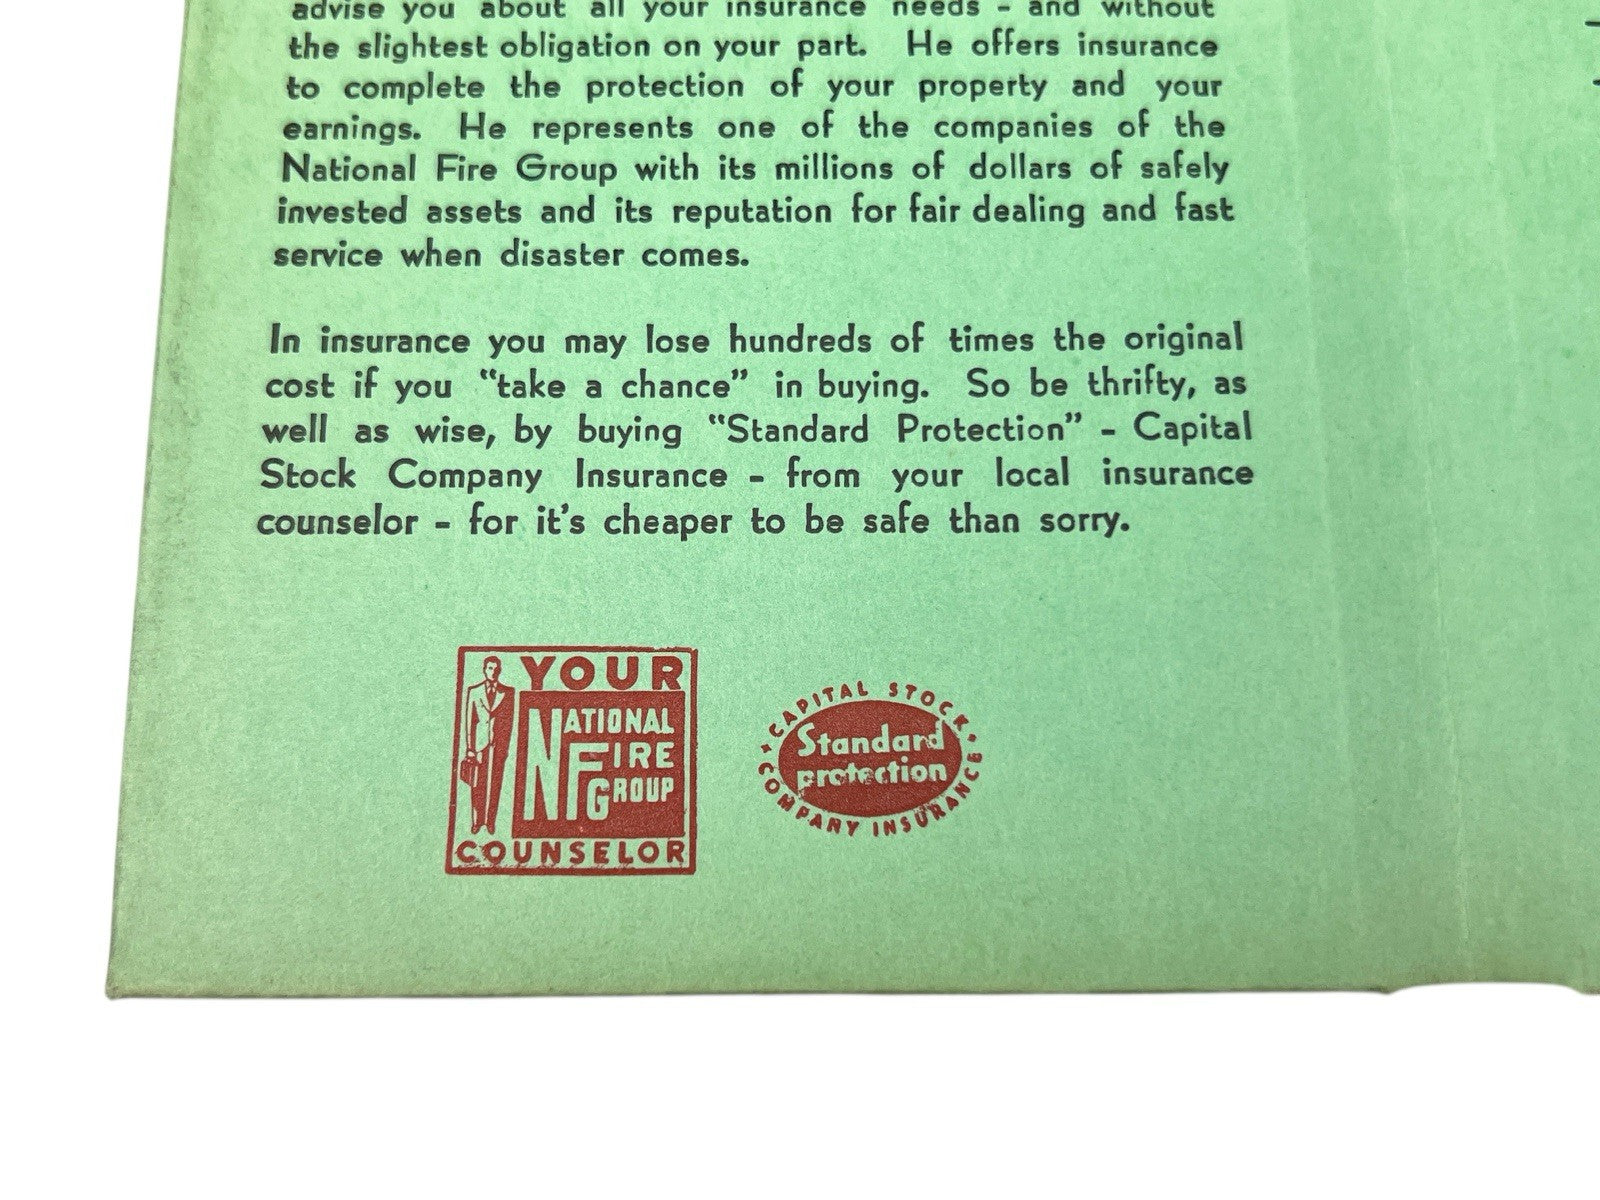 advise you about all your insurance needs - and without
the slightest obligation on your part. He offers insurance
to complete the protection of your property and your
earnings. He represents one of the companies of the
National Fire Group with its millions of dollars of safely
invested assets and its reputation for fair dealing and fast
service when disaster comes.
In insurance you may lose hundreds of times the original
cost if you "take a chance" in buying. So be thrifty, as
well as wise, by buying "Standard Protection" - Capital
Stock Company Insurance - from your local insurance
counselor - for it's cheaper to be safe than sorry.
YOUR
NATIONAL
FIRE
GROUP
COUNSELOR
CAPITAL STOCK
Standard
protection
COMPANY INSURANCE